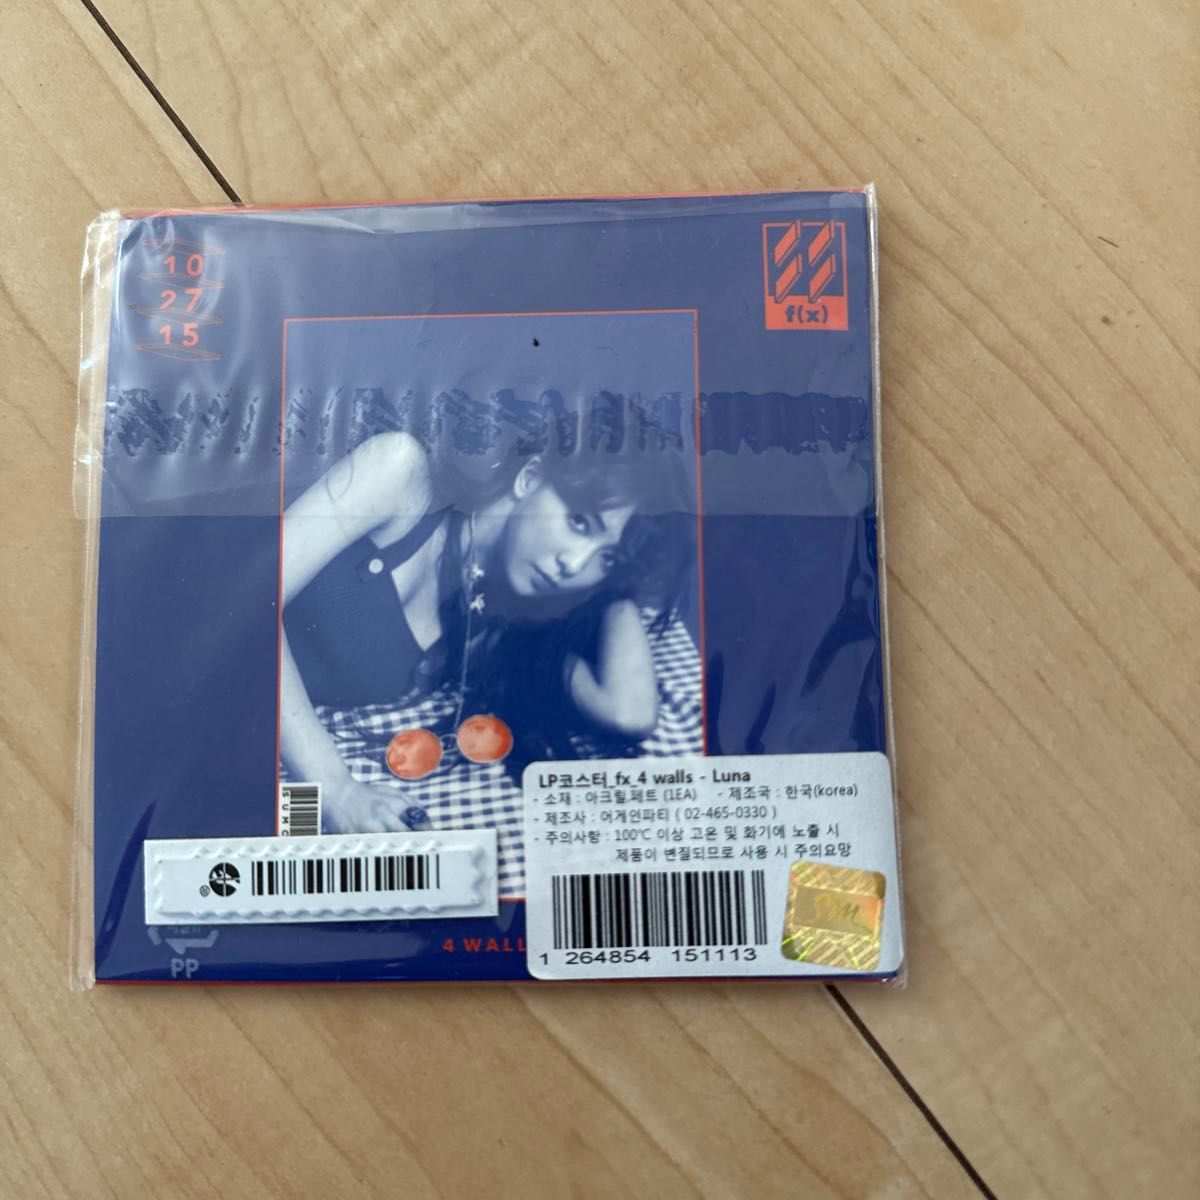 10
27
15
f(x)
LP코스터_fx_4 walls - Luna
- 소재 : 아크릴,페트 (1EA) - 제조국 : 한국(korea)
- 제조사 : 어게인파티 ( 02-465-0330 )
- 주의사항 : 100℃ 이상 고온 및 화기에 노출 시
제품이 변질되므로 사용 시 주의요망
SM
1 264854 151113
4 WALL
PP